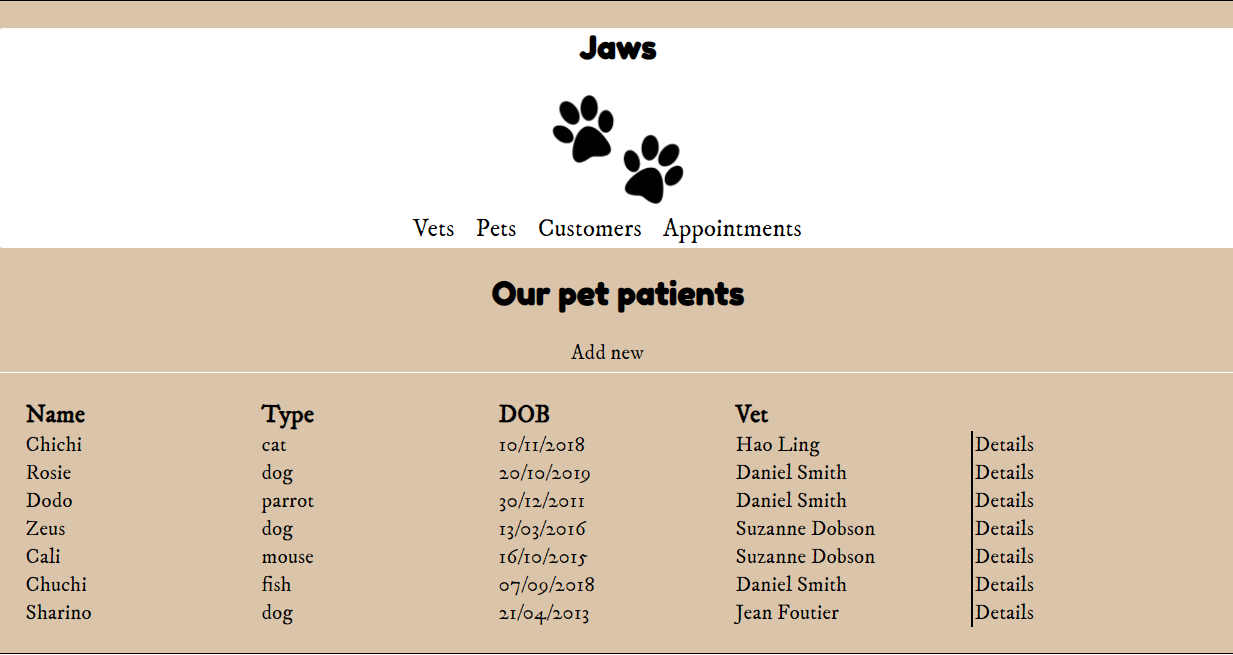 Jaws
Vets Pets Customers Appointments
Our pet patients
Add new
Name Type DOB Vet
Chichi cat 10/11/2018 Hao Ling Details
Rosie dog 20/10/2019 Daniel Smith Details
Dodo parrot 30/12/2011 Daniel Smith Details
Zeus dog 13/03/2016 Suzanne Dobson Details
Cali mouse 16/10/2015 Suzanne Dobson Details
Chuchi fish 07/09/2018 Daniel Smith Details
Sharino dog 21/04/2013 Jean Foutier Details